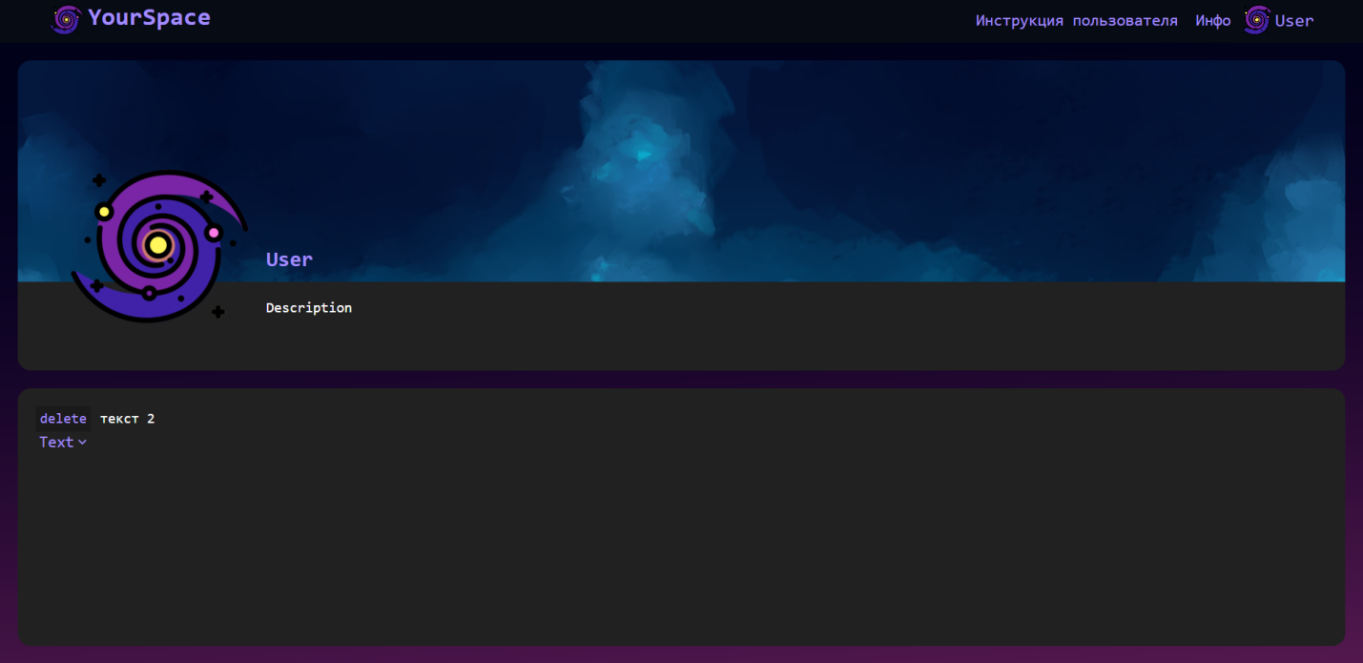 YourSpace
Инструкция пользователя Инфо User
User
Description
delete текст 2
Text